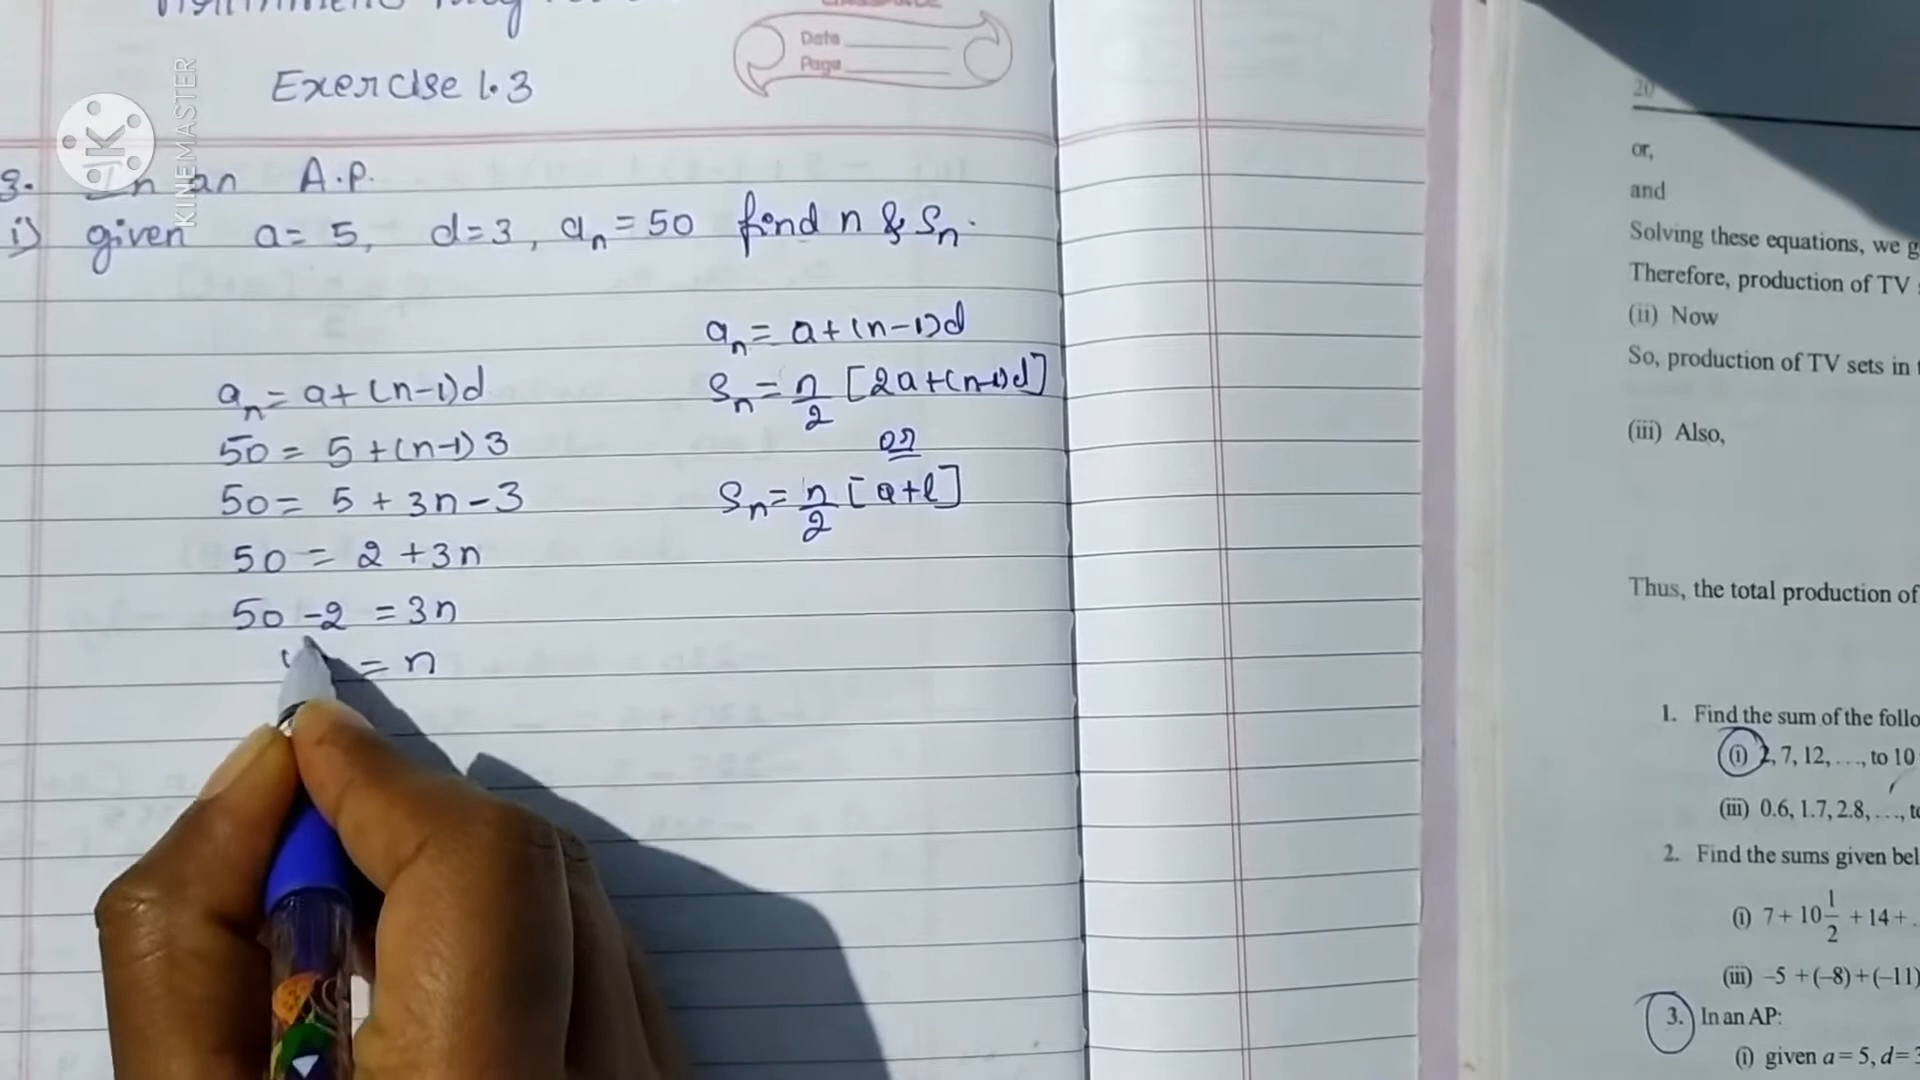 CLASSMATE
Date
Page
Exercise 1.3
KINEMASTER
3. In an A.P.
i) given a = 5, d = 3, aₙ = 50 find n & Sₙ.
aₙ = a + (n-1)d
Sₙ = n/2 [2a + (n-1)d]
or
Sₙ = n/2 [a + l]
aₙ = a + (n-1)d
50 = 5 + (n-1) 3
50 = 5 + 3n - 3
50 = 2 + 3n
50 - 2 = 3n
= n
20
or,
and
Solving these equations, we g
Therefore, production of TV
(ii) Now
So, production of TV sets in
(iii) Also,
Thus, the total production of
1. Find the sum of the follo
(i) 2, 7, 12, . . ., to 10
(iii) 0.6, 1.7, 2.8, . . ., to
2. Find the sums given bel
(i) 7 + 10 1/2 + 14 + .
(iii) –5 + (–8) + (–11)
3. In an AP:
(i) given a = 5, d = 3